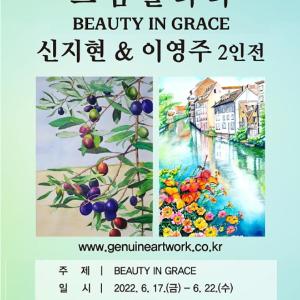 BEAUTY IN GRACE
신지현 & 이영주 2인전
www.genuineartwork.co.kr
주 제 | BEAUTY IN GRACE
일 시 | 2022. 6. 17.(금) – 6. 22.(수)